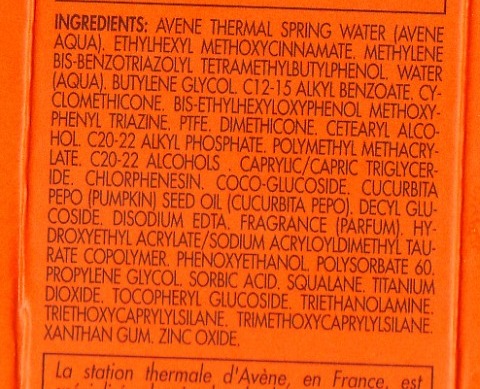 INGREDIENTS: AVENE THERMAL SPRING WATER (AVENE
AQUA). ETHYLHEXYL METHOXYCINNAMATE. METHYLENE
BIS-BENZOTRIAZOLYL TETRAMETHYLBUTYLPHENOL. WATER
(AQUA). BUTYLENE GLYCOL. C12-15 ALKYL BENZOATE. CY-
CLOMETHICONE. BIS-ETHYLHEXYLOXYPHENOL METHOXY-
PHENYL TRIAZINE. PTFE. DIMETHICONE. CETEARYL ALCO-
HOL. C20-22 ALKYL PHOSPHATE. POLYMETHYL METHACRY-
LATE. C20-22 ALCOHOLS . CAPRYLIC/CAPRIC TRIGLYCER-
IDE. CHLORPHENESIN. COCO-GLUCOSIDE. CUCURBITA
PEPO (PUMPKIN) SEED OIL (CUCURBITA PEPO). DECYL GLU-
COSIDE. DISODIUM EDTA. FRAGRANCE (PARFUM). HY-
DROXYETHYL ACRYLATE/SODIUM ACRYLOYLDIMETHYL TAU-
RATE COPOLYMER. PHENOXYETHANOL. POLYSORBATE 60.
PROPYLENE GLYCOL. SORBIC ACID. SQUALANE. TITANIUM
DIOXIDE. TOCOPHERYL GLUCOSIDE. TRIETHANOLAMINE.
TRIETHOXYCAPRYLYLSILANE. TRIMETHOXYCAPRYLYLSILANE.
XANTHAN GUM. ZINC OXIDE.
La station thermale d'Avène, en France, est